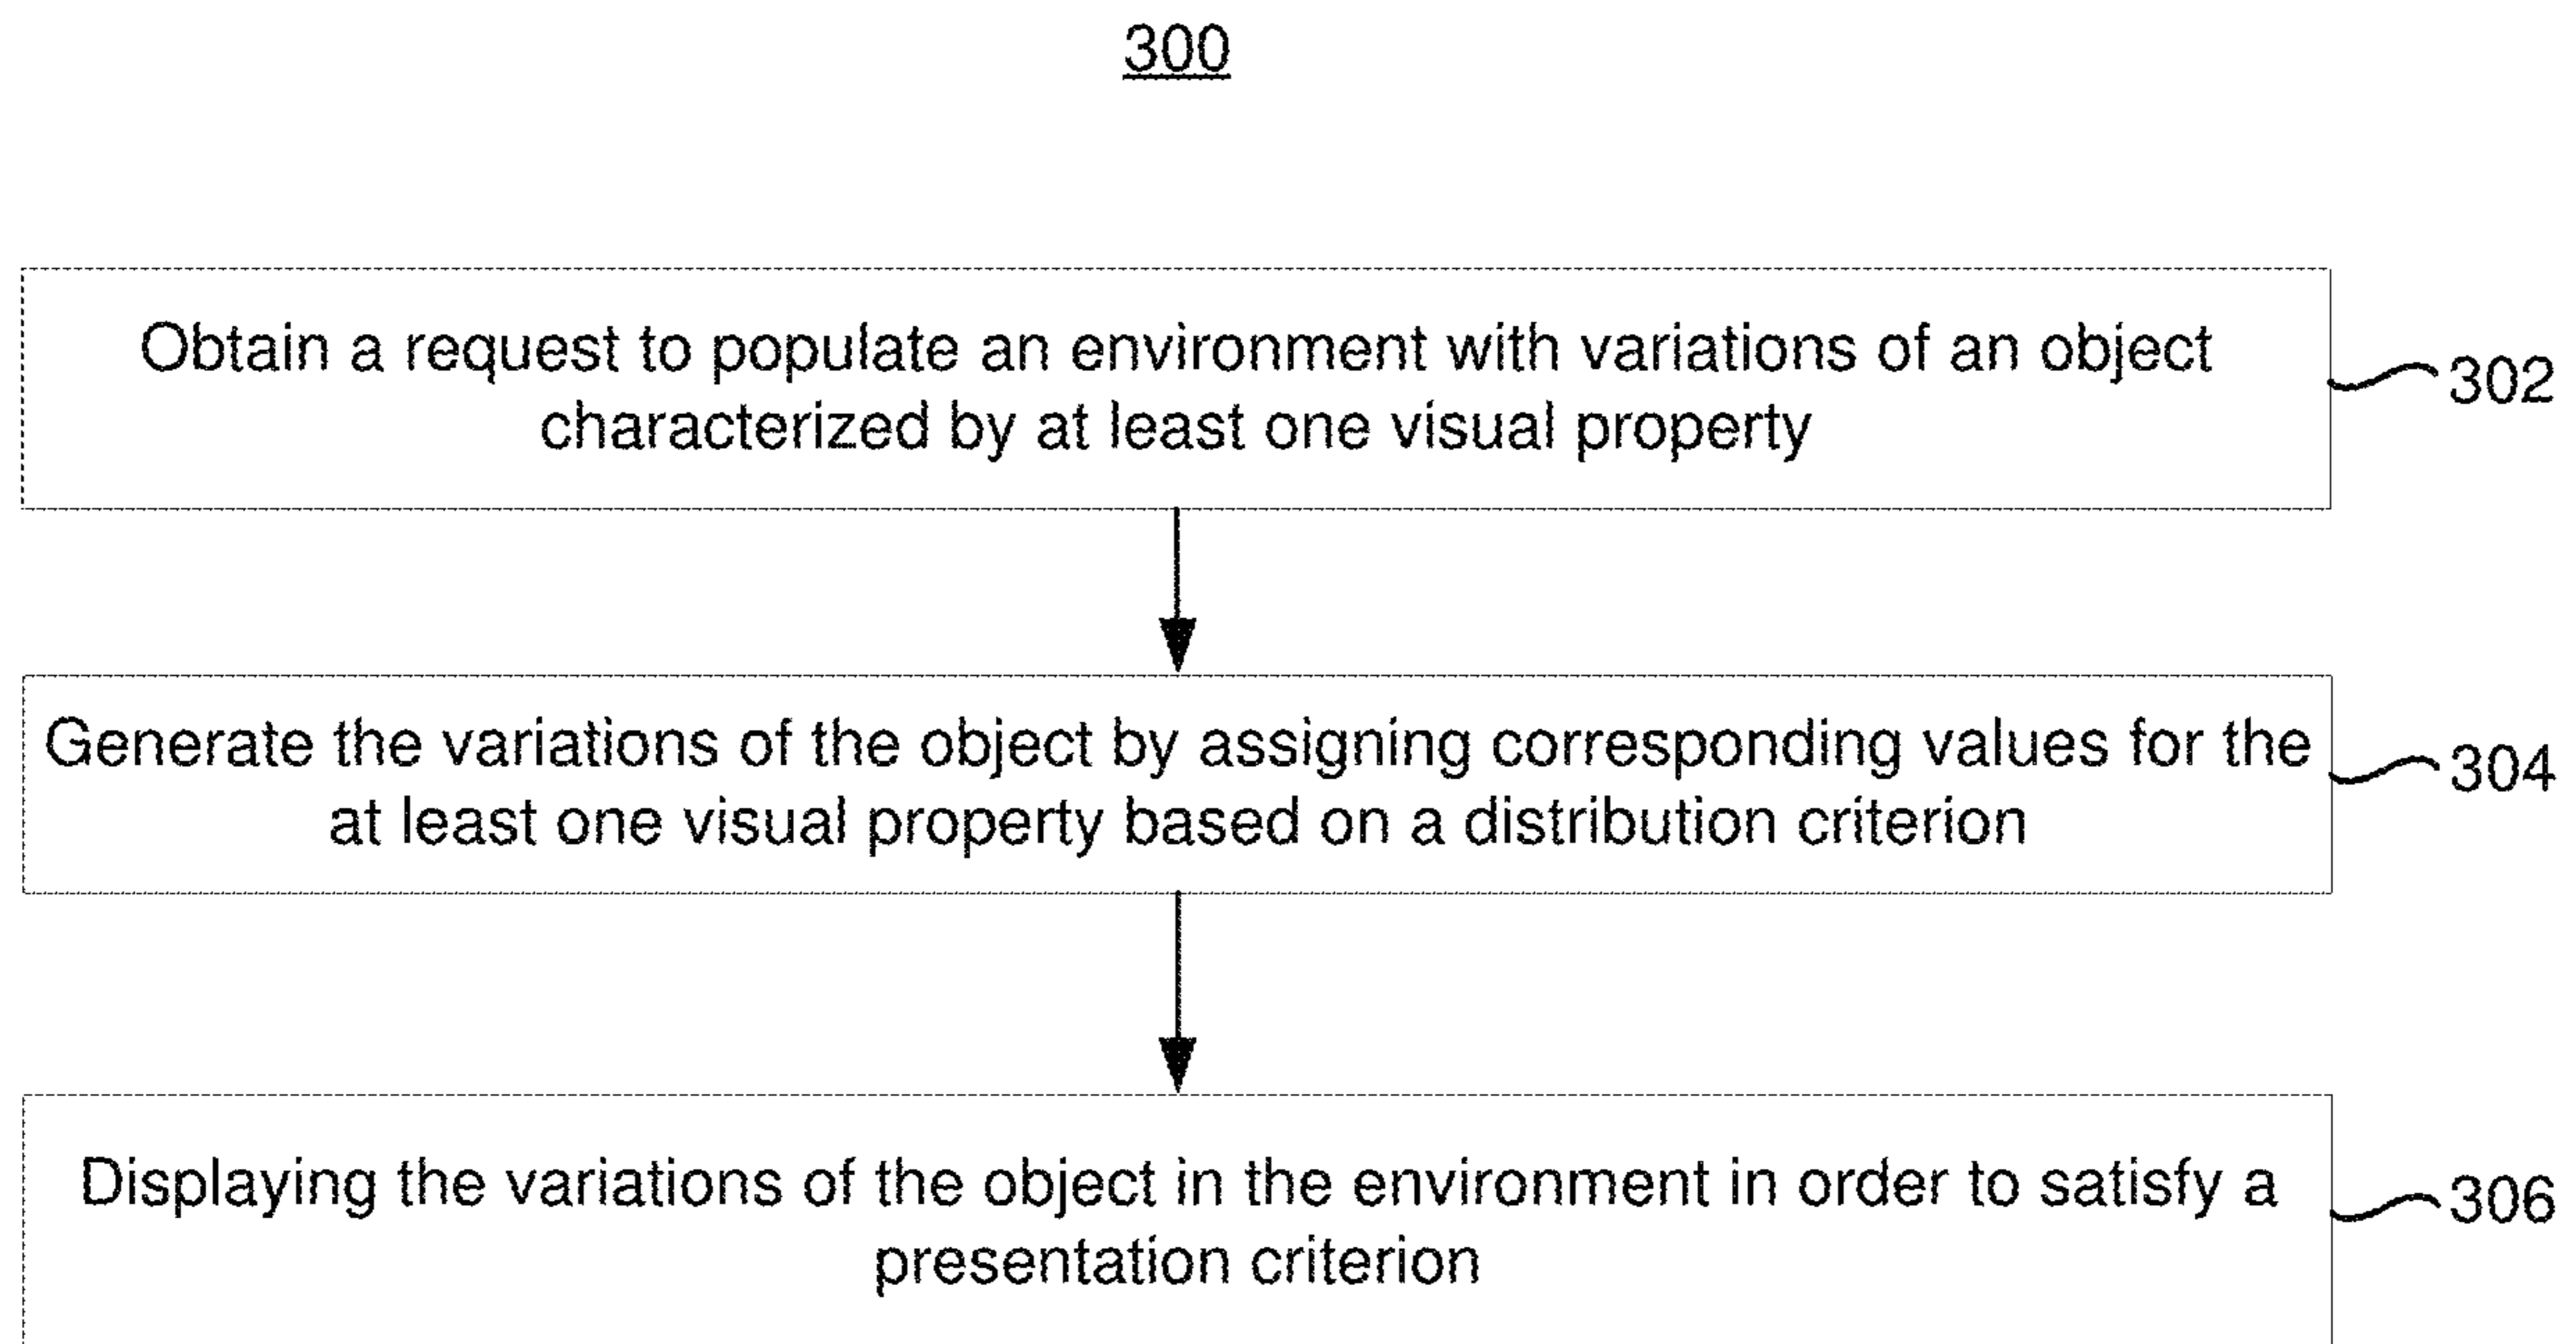 300
Obtain a request to populate an environment with variations of an object
characterized by at least one visual property
302
Generate the variations of the object by assigning corresponding values for the
at least one visual property based on a distribution criterion
304
Displaying the variations of the object in the environment in order to satisfy a
presentation criterion
306